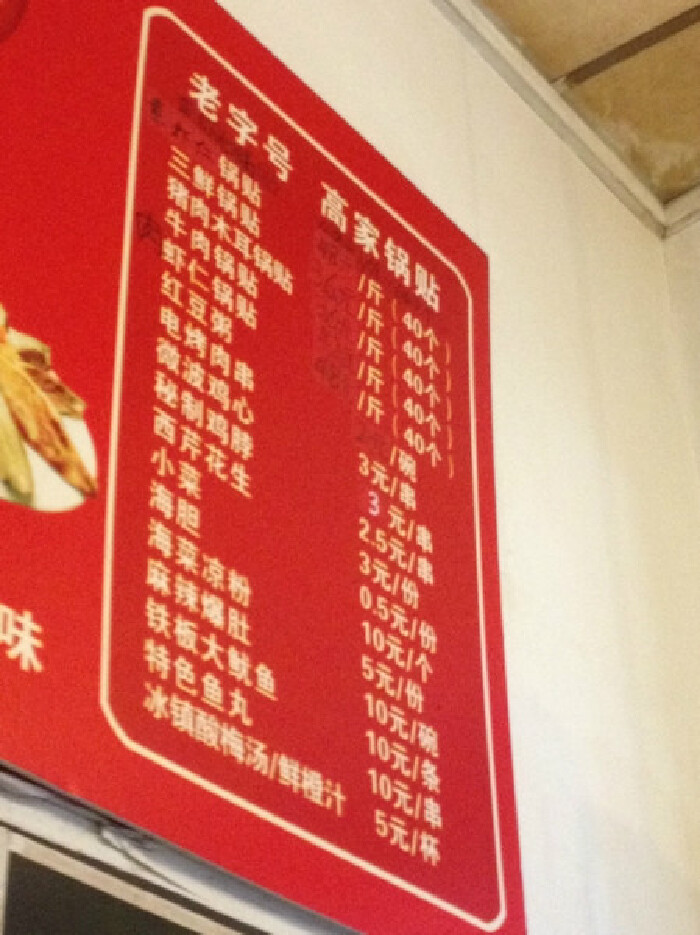 老字号 高家锅贴
锅贴 /斤（40个）
三鲜锅贴 /斤（40个）
猪肉木耳锅贴 /斤（40个）
牛肉锅贴 /斤（40个）
虾仁锅贴 /斤（40个）
红豆粥 /碗
电烤肉串 3元/串
微波鸡心 3元/串
秘制鸡脖 2.5元/串
西芹花生 3元/份
小菜 0.5元/份
海胆 10元/个
海菜凉粉 5元/份
麻辣爆肚 10元/碗
铁板大鱿鱼 10元/条
特色鱼丸 10元/串
冰镇酸梅汤/鲜橙汁 5元/杯
味